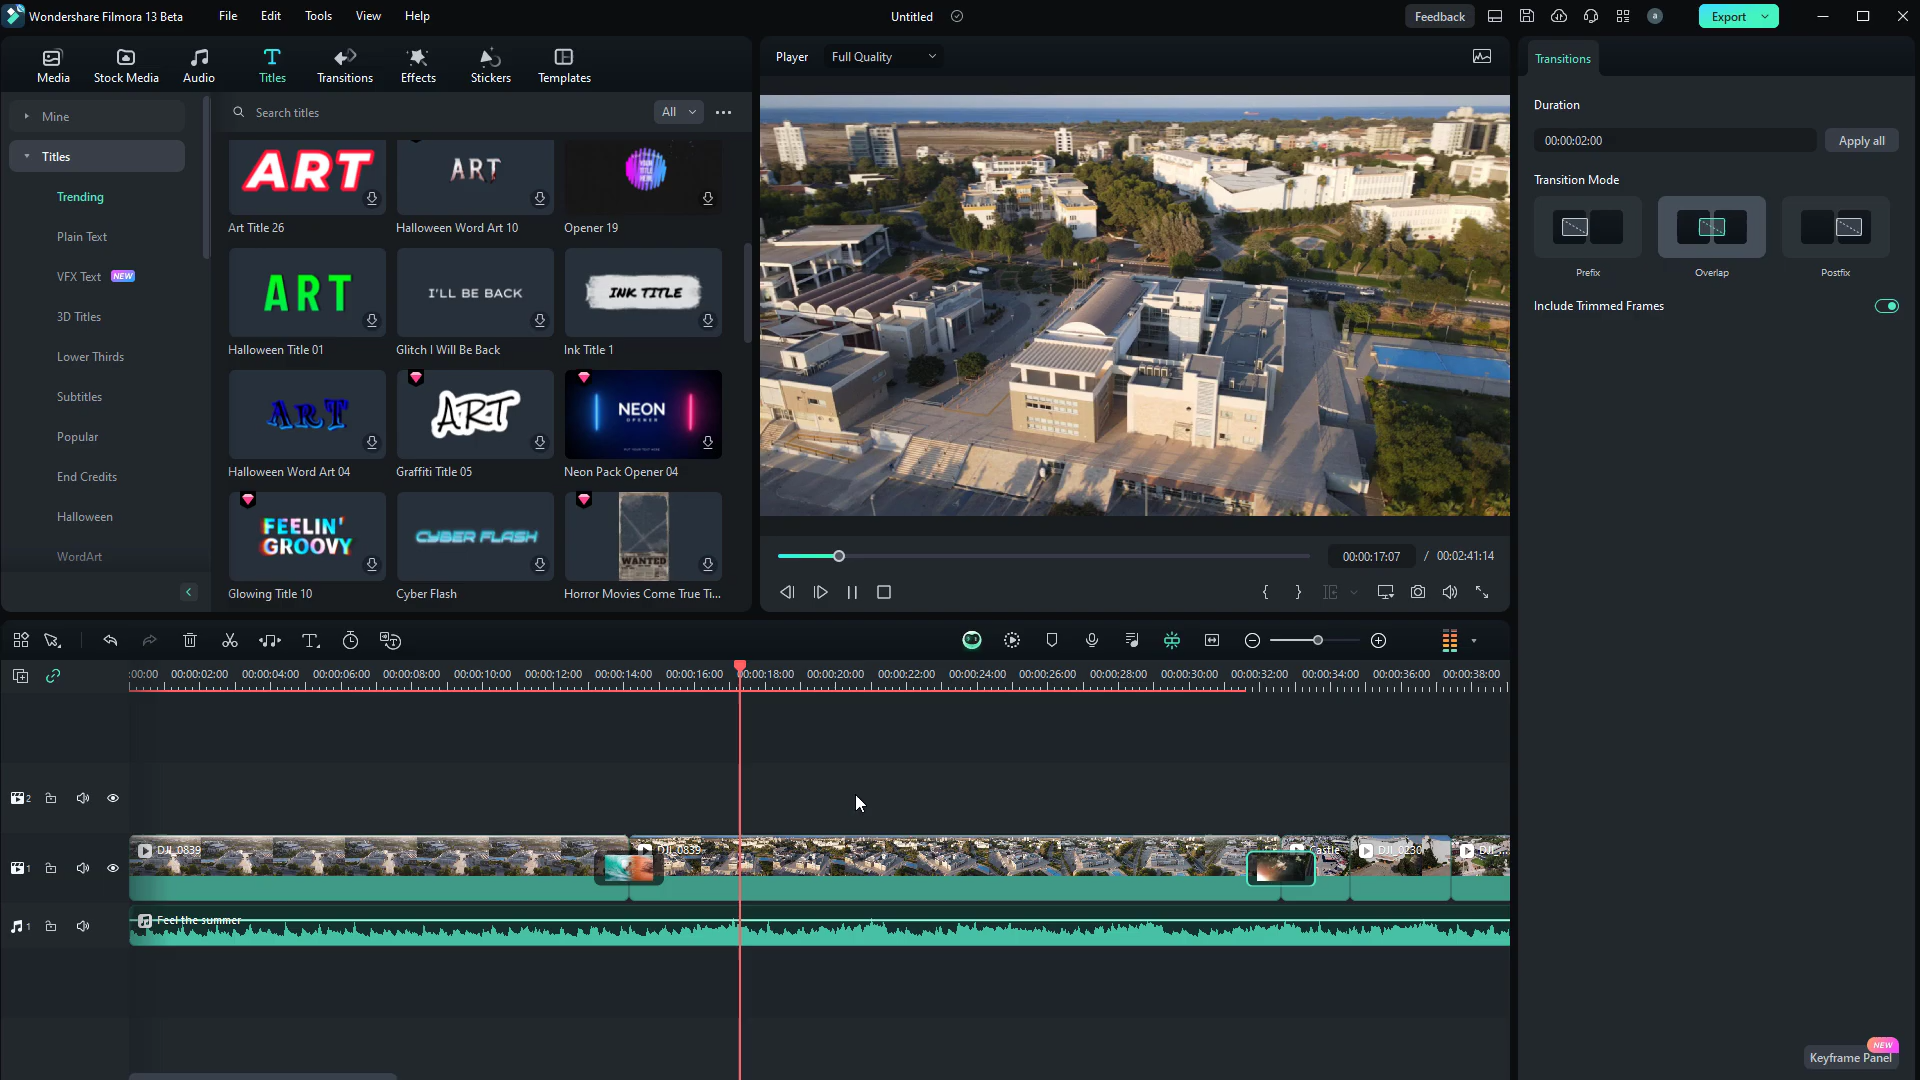 Wondershare Filmora 13 Beta
File
Edit
Tools
View
Help
Untitled
Feedback
a
Export
Media
Stock Media
Audio
Titles
Transitions
Effects
Stickers
Templates
Player
Full Quality
Transitions
Mine
Titles
Trending
Plain Text
VFX Text NEW
3D Titles
Lower Thirds
Subtitles
Popular
End Credits
Halloween
WordArt
Search titles
All
ART
ART
Art Title 26
Halloween Word Art 10
Opener 19
ART
I'LL BE BACK
INK TITLE
Halloween Title 01
Glitch I Will Be Back
Ink Title 1
ART
ART
NEON
OPENER
Halloween Word Art 04
Graffiti Title 05
Neon Pack Opener 04
FEELIN'
GROOVY
CYBER FLASH
WANTED
Glowing Title 10
Cyber Flash
Horror Movies Come True Ti...
00:00:17:07 / 00:02:41:14
Duration
00:00:02:00
Apply all
Transition Mode
Prefix
Overlap
Postfix
Include Trimmed Frames
:00:00 00:00:02:00 00:00:04:00 00:00:06:00 00:00:08:00 00:00:10:00 00:00:12:00 00:00:14:00 00:00:16:00 00:00:18:00 00:00:20:00 00:00:22:00 00:00:24:00 00:00:26:00 00:00:28:00 00:00:30:00 00:00:32:00 00:00:34:00 00:00:36:00 00:00:38:00
2
1
DJI_0839
DJI_0839
Castle
DJI_0230
DJI_...
1
Feel the summer
NEW
Keyframe Panel